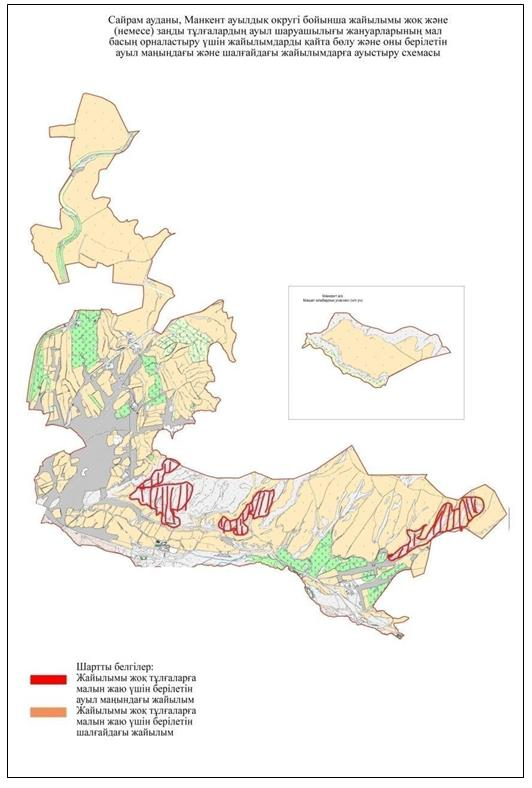 Сайрам ауданы, Манкент ауылдық округі бойынша жайылымы жоқ және
(немесе) заңды тұлғалардың ауыл шаруашылығы жануарларының мал
басың орналастыру үшін жайылымдарды қайта бөлу және оны берілетін
ауыл маңыңдағы және шалғайдағы жайылымдарға ауыстыру схемасы
Шартты белгілер:
Жайылымы жоқ тұлғаларға
малын жаю үшін берілетін
ауыл маңындағы жайылым
Жайылымы жоқ тұлғаларға
малын жаю үшін берілетін
шалғайдағы жайылым